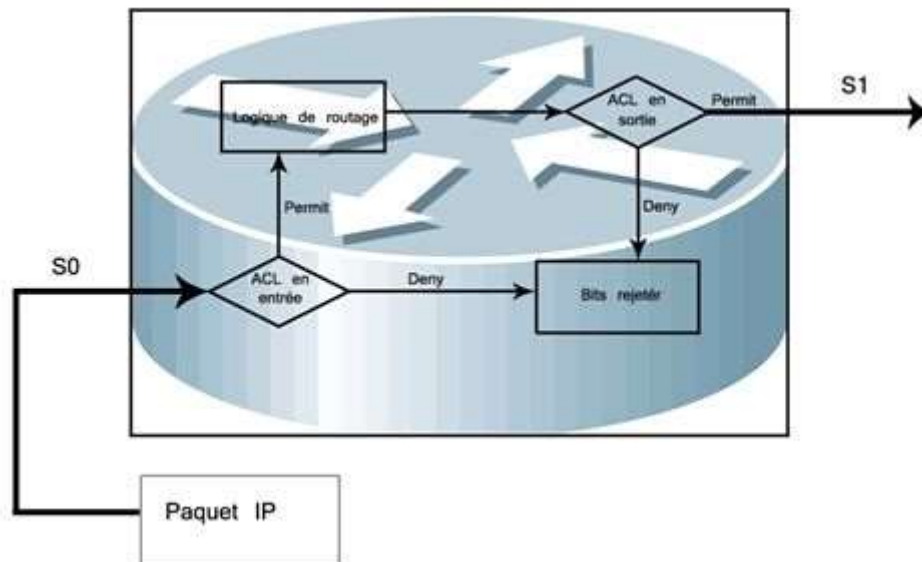 S1
ACL en
sortie
Permit
Logique de routage
Permit
Deny
S0
ACL en
entrée
Deny
Bits rejetér
Paquet IP